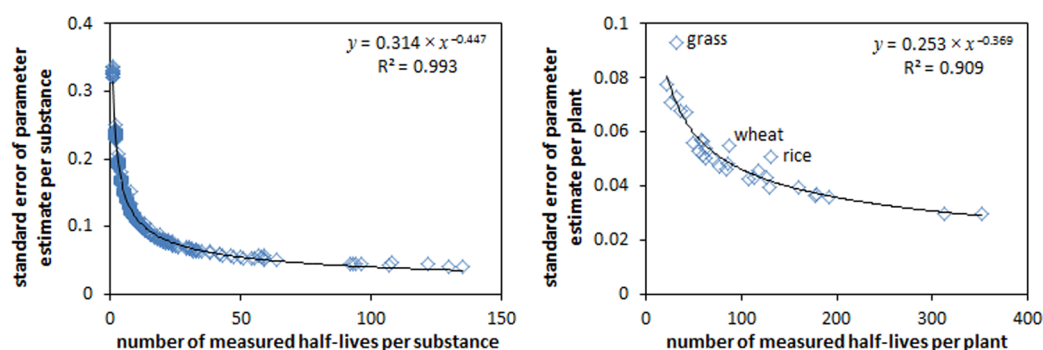 standard error of parameter
estimate per substance
0.4
0.3
0.2
0.1
0
y = 0.314 × x⁻⁰·⁴⁴⁷
R² = 0.993
0 50 100 150
number of measured half-lives per substance
standard error of parameter
estimate per plant
0.1
0.08
0.06
0.04
0.02
0
grass
y = 0.253 × x⁻⁰·³⁶⁹
R² = 0.909
wheat
rice
0 100 200 300 400
number of measured half-lives per plant